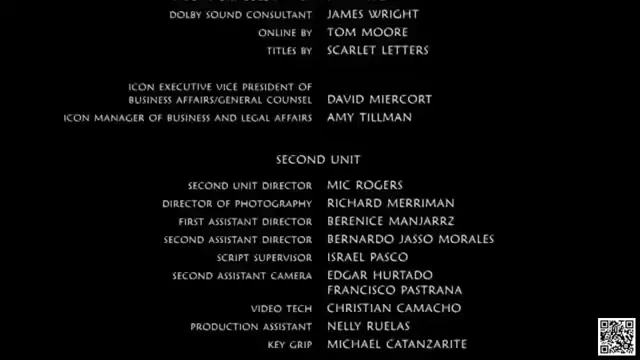 DOLBY SOUND CONSULTANT JAMES WRIGHT
ONLINE BY TOM MOORE
TITLES BY SCARLET LETTERS
ICON EXECUTIVE VICE PRESIDENT OF
BUSINESS AFFAIRS/GENERAL COUNSEL DAVID MIERCORT
ICON MANAGER OF BUSINESS AND LEGAL AFFAIRS AMY TILLMAN
SECOND UNIT
SECOND UNIT DIRECTOR MIC ROGERS
DIRECTOR OF PHOTOGRAPHY RICHARD MERRIMAN
FIRST ASSISTANT DIRECTOR BERENICE MANJARRZ
SECOND ASSISTANT DIRECTOR BERNARDO JASSO MORALES
SCRIPT SUPERVISOR ISRAEL PASCO
SECOND ASSISTANT CAMERA EDGAR HURTADO
FRANCISCO PASTRANA
VIDEO TECH CHRISTIAN CAMACHO
PRODUCTION ASSISTANT NELLY RUELAS
KEY GRIP MICHAEL CATANZARITE